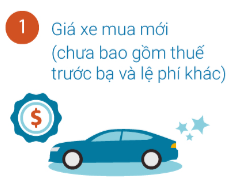 1
Giá xe mua mới
(chưa bao gồm thuế
trước bạ và lệ phí khác)
$